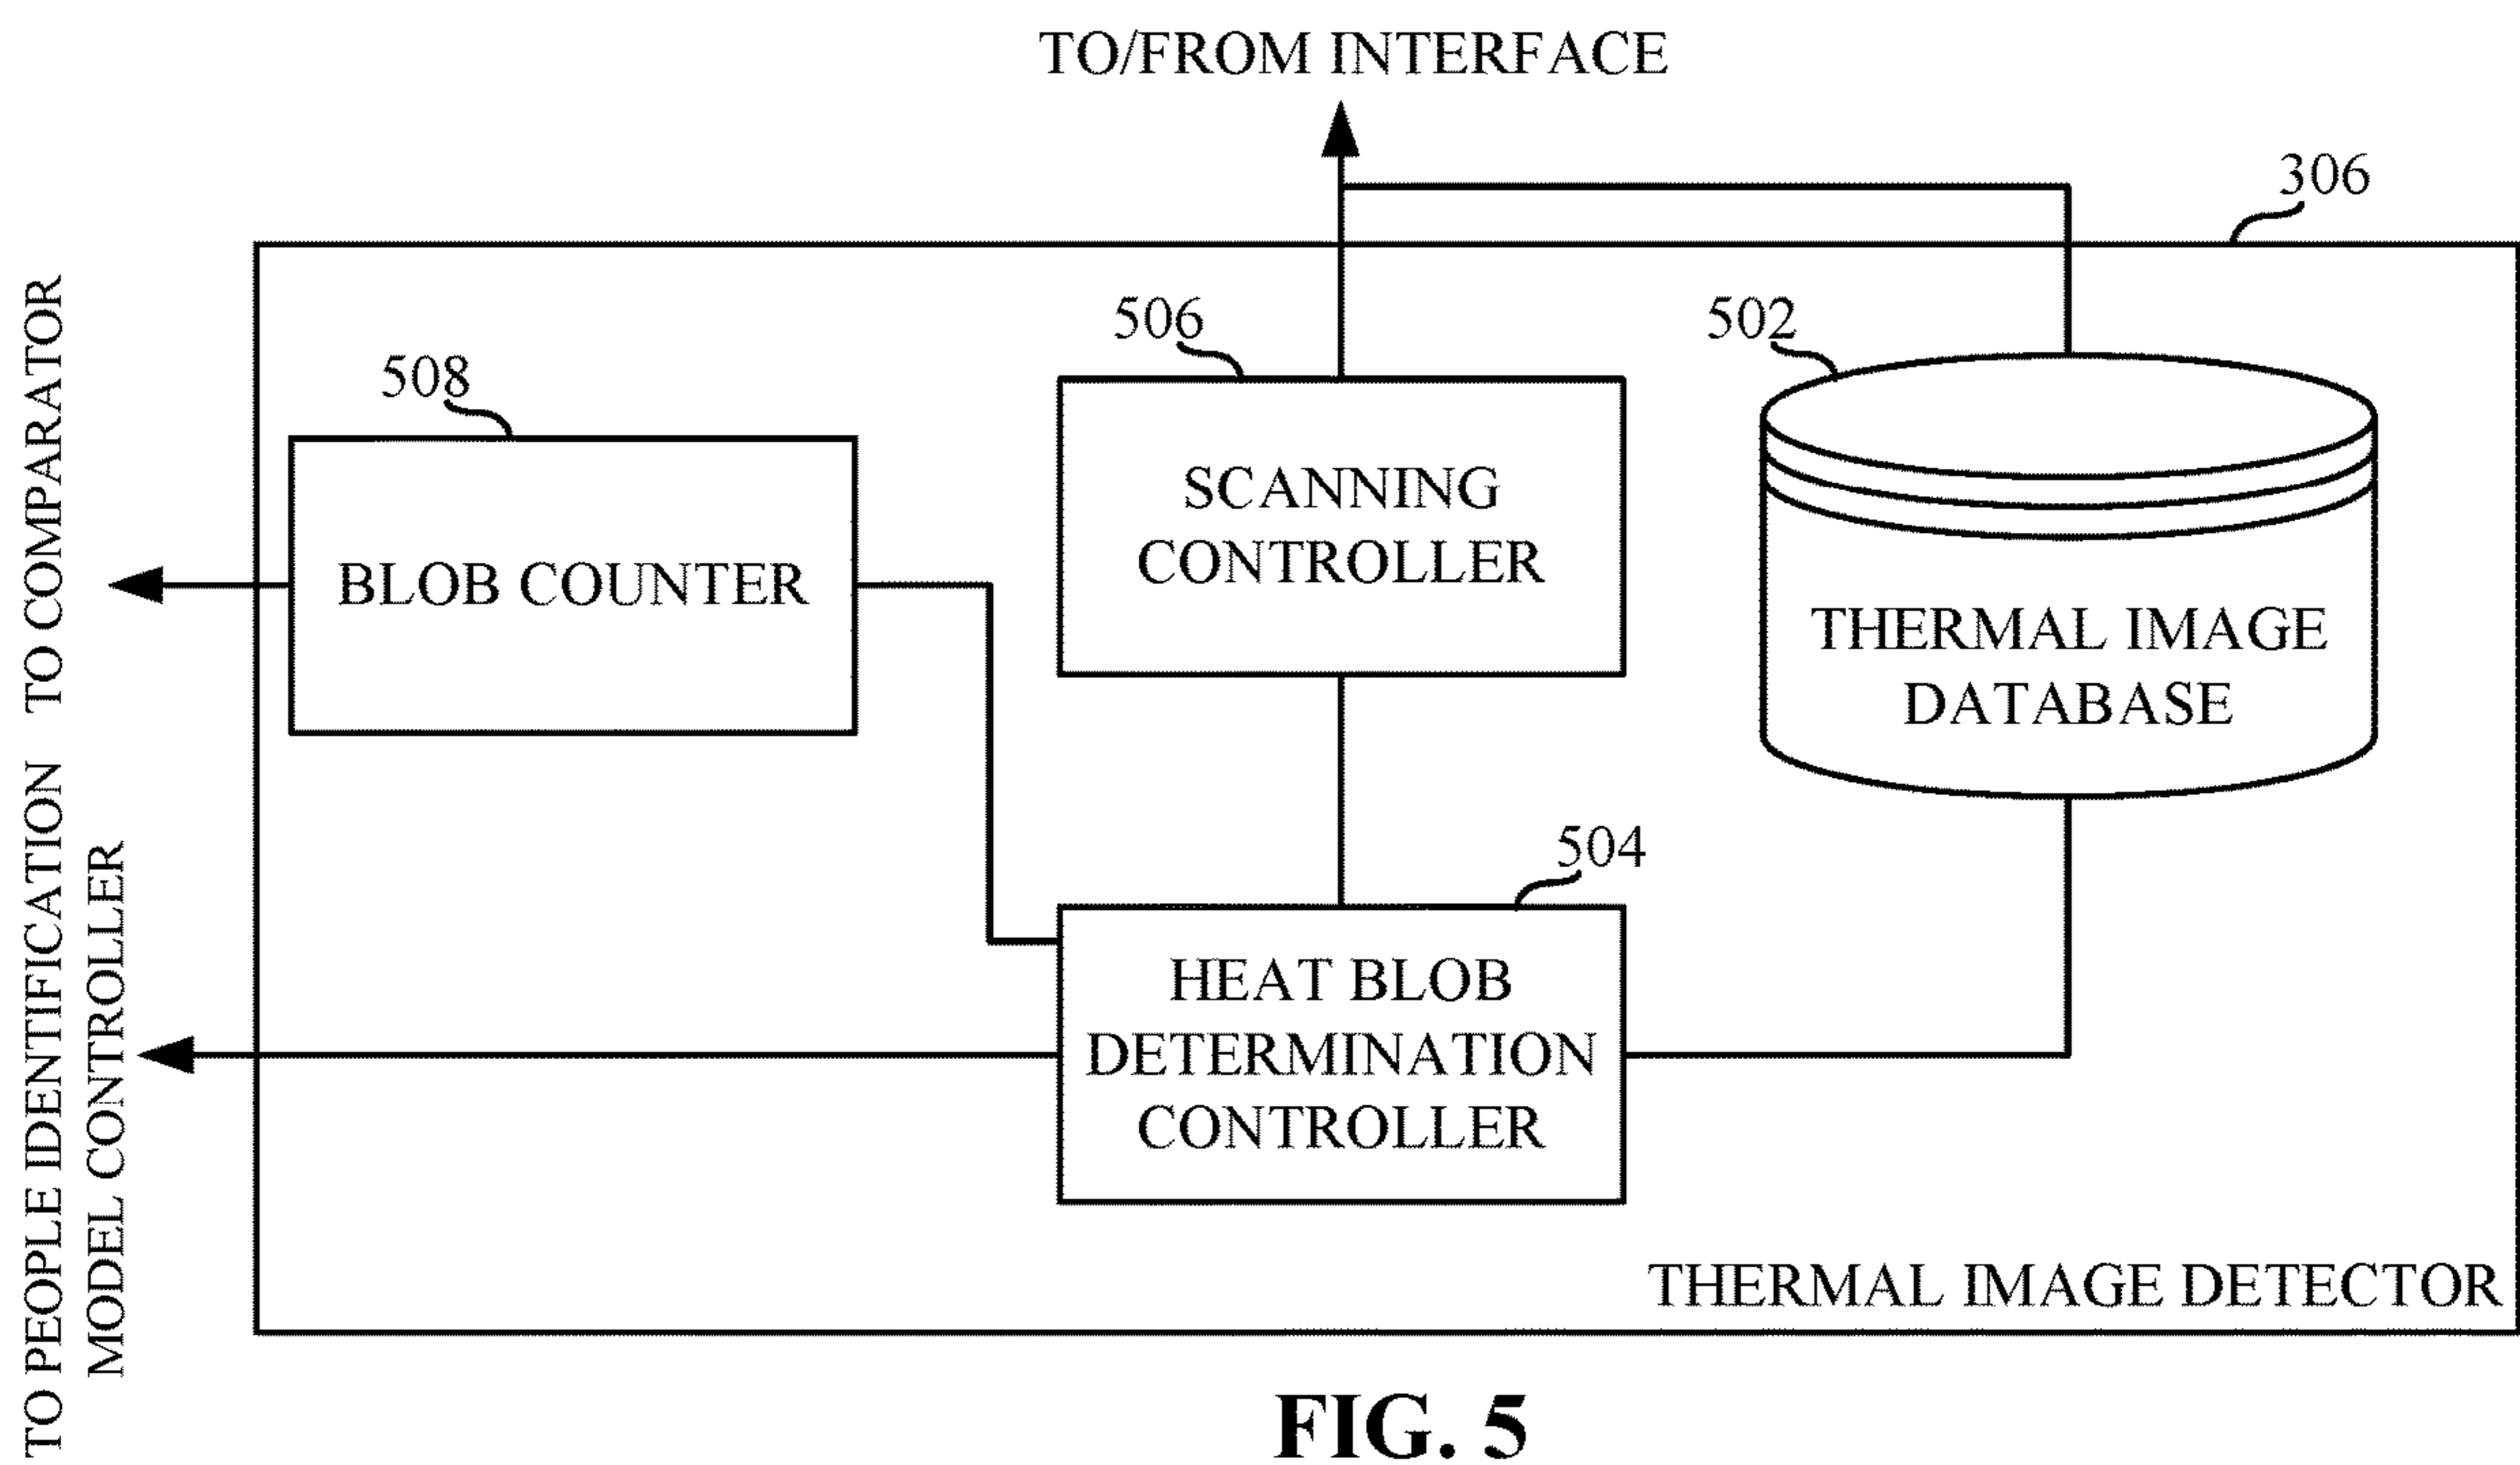 TO/FROM INTERFACE
306
506
502
508
TO COMPARATOR
SCANNING
CONTROLLER
BLOB COUNTER
THERMAL IMAGE
DATABASE
504
HEAT BLOB
DETERMINATION
CONTROLLER
TO PEOPLE IDENTIFICATION
MODEL CONTROLLER
THERMAL IMAGE DETECTOR
FIG. 5